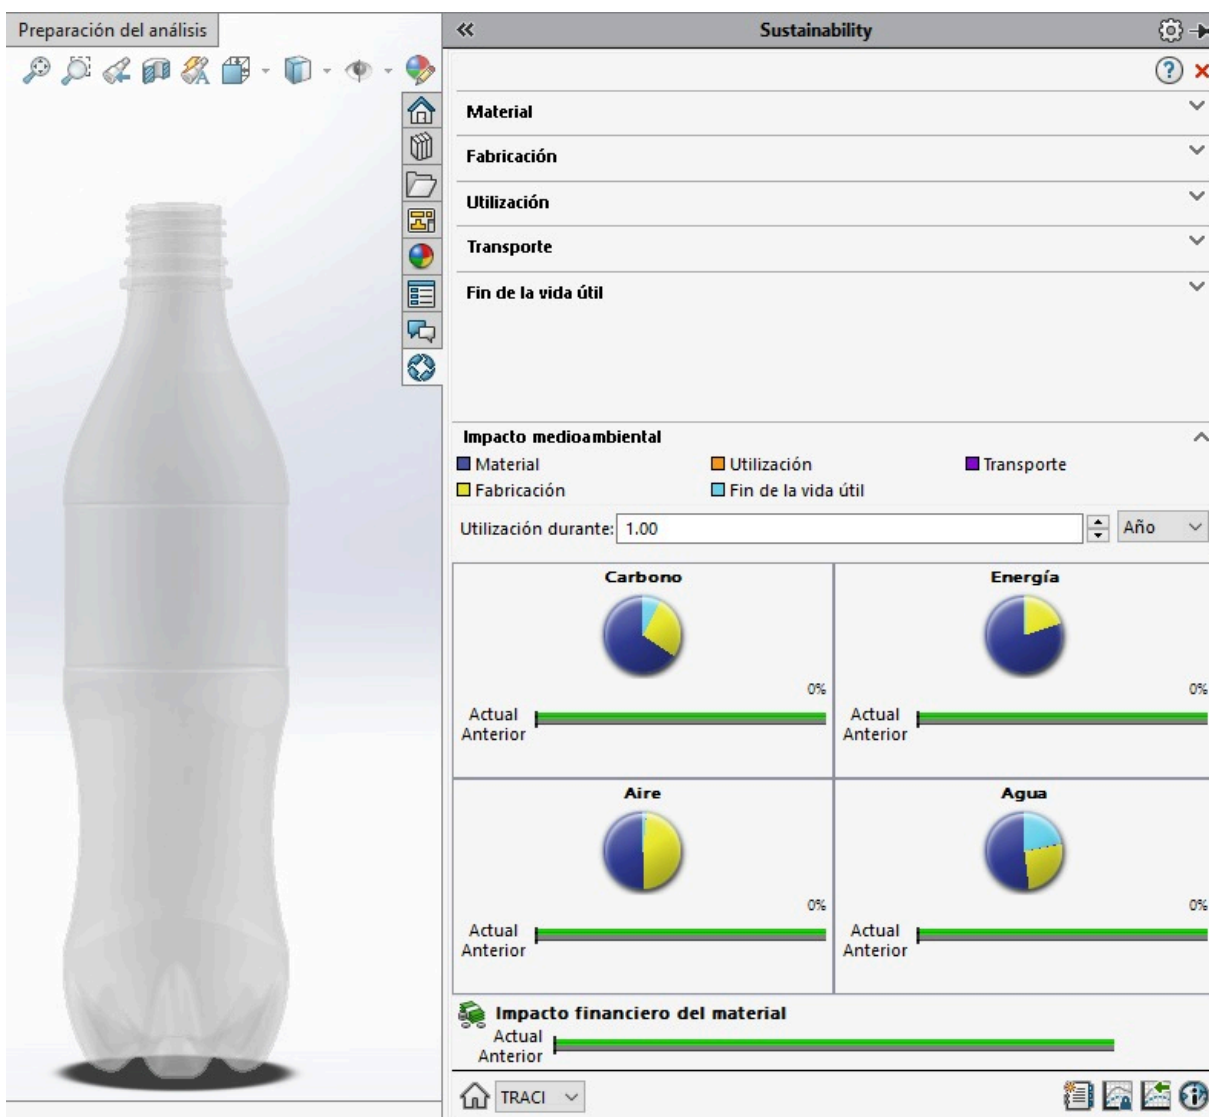 Preparación del análisis
Sustainability
Material
Fabricación
Utilización
Transporte
Fin de la vida útil
Impacto medioambiental
Material
Utilización
Transporte
Fabricación
Fin de la vida útil
Utilización durante: 1.00 Año
Carbono
0%
Actual
Anterior
Energía
0%
Actual
Anterior
Aire
0%
Actual
Anterior
Agua
0%
Actual
Anterior
Impacto financiero del material
Actual
Anterior
TRACI